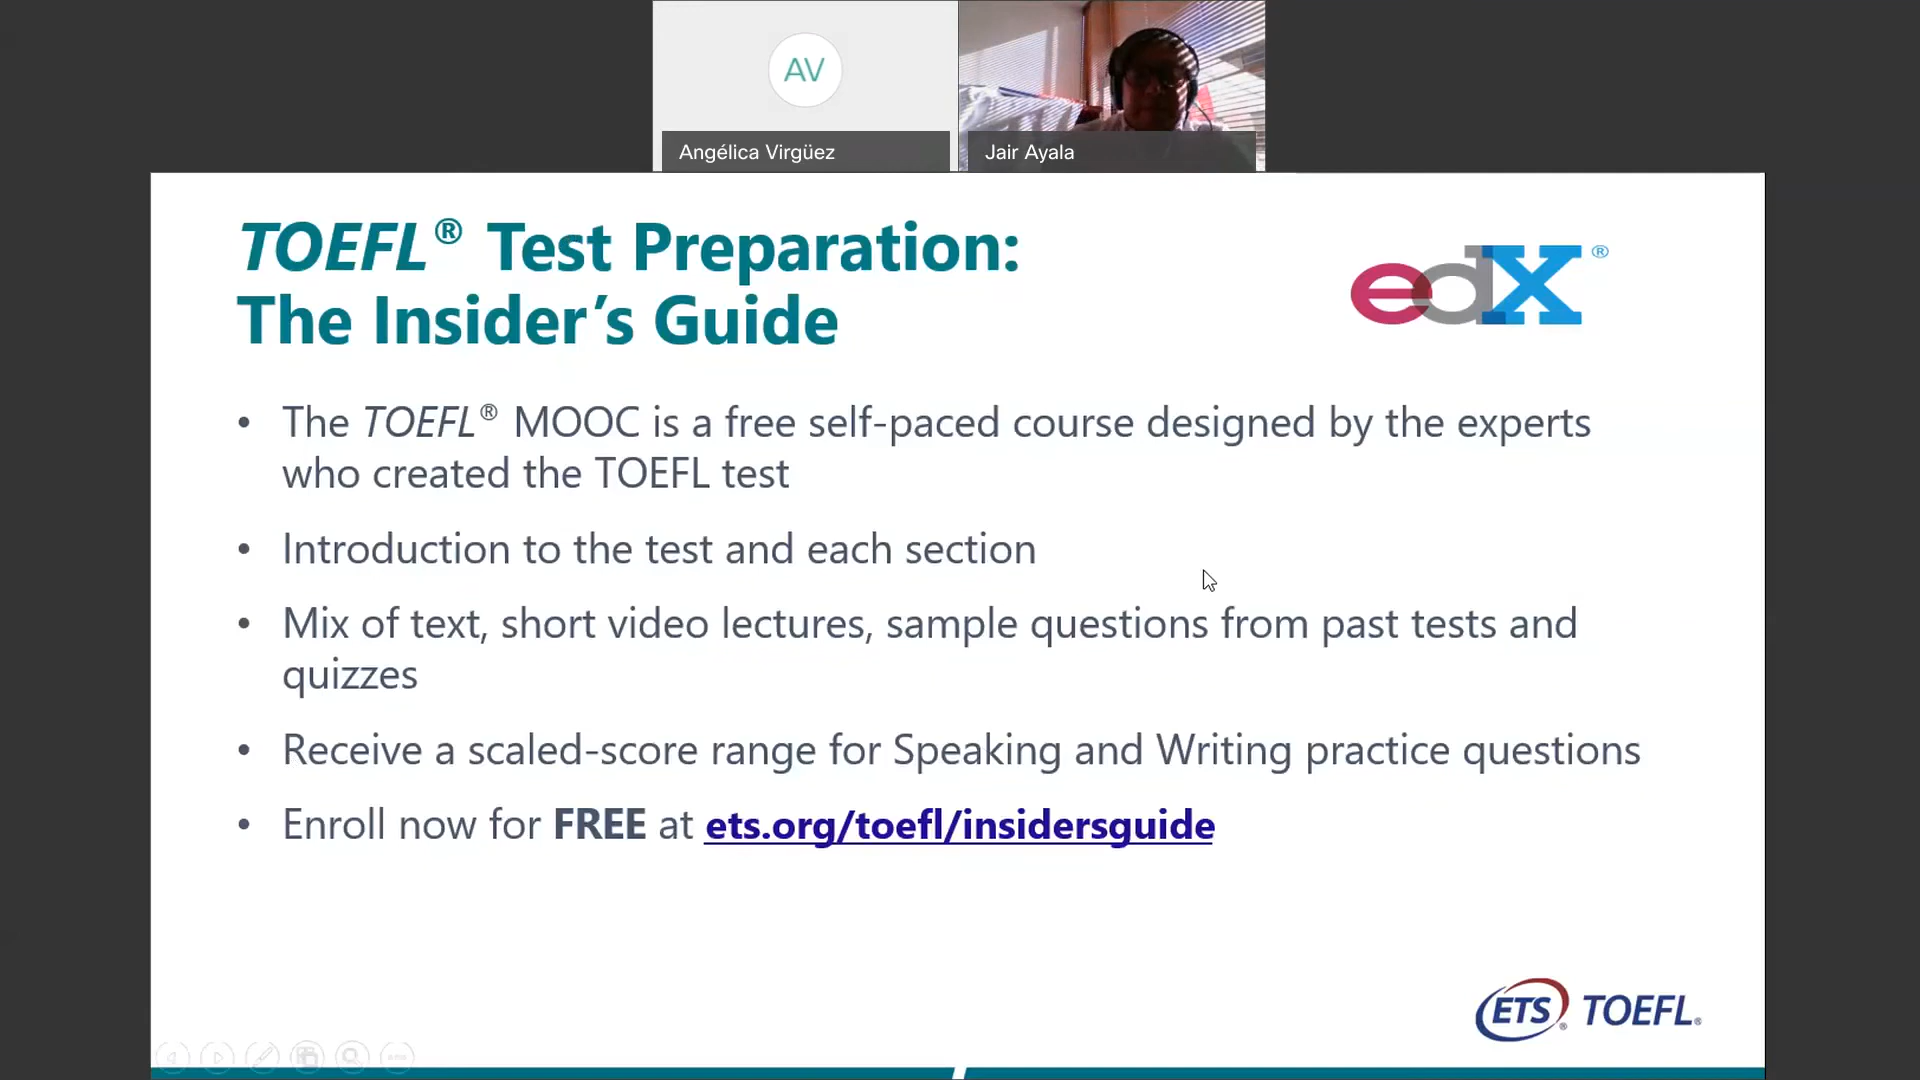 AV
Angélica Virgüez
Jair Ayala
TOEFL® Test Preparation:
The Insider’s Guide
edX®
• The TOEFL® MOOC is a free self-paced course designed by the experts
who created the TOEFL test
• Introduction to the test and each section
• Mix of text, short video lectures, sample questions from past tests and
quizzes
• Receive a scaled-score range for Speaking and Writing practice questions
• Enroll now for FREE at ets.org/toefl/insidersguide
ETS® TOEFL®